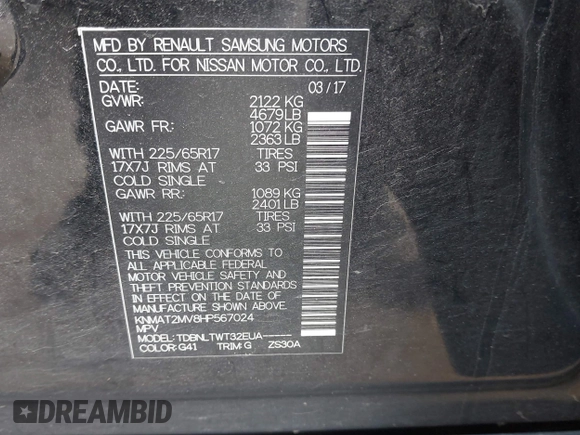 MFD BY RENAULT SAMSUNG MOTORS
CO., LTD. FOR NISSAN MOTOR CO., LTD.
DATE: 03/17
GVWR: 2122 KG
4679LB
GAWR FR: 1072 KG
2363LB
WITH 225/65R17 TIRES
17X7J RIMS AT 33 PSI
COLD SINGLE
GAWR RR: 1089 KG
2401LB
WITH 225/65R17 TIRES
17X7J RIMS AT 33 PSI
COLD SINGLE
THIS VEHICLE CONFORMS TO
ALL APPLICABLE FEDERAL
MOTOR VEHICLE SAFETY AND
THEFT PREVENTION STANDARDS
IN EFFECT ON THE DATE OF
MANUFACTURE SHOWN ABOVE.
KNMAT2MV8HP567024
MPV
MODEL: TDBNLTWT32EUA-----
COLOR:G41 TRIM:G ZS30A
DREAMBID